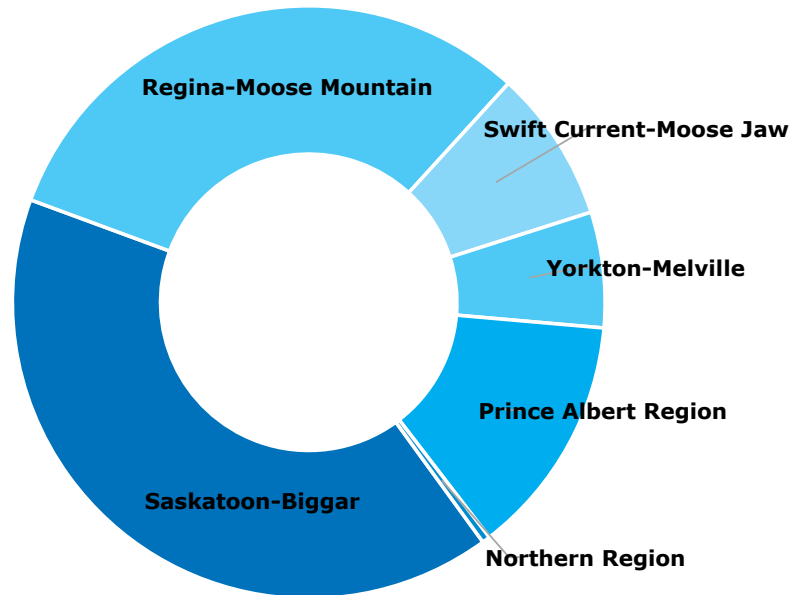 Regina-Moose Mountain
Swift Current-Moose Jaw
Yorkton-Melville
Prince Albert Region
Saskatoon-Biggar
Northern Region